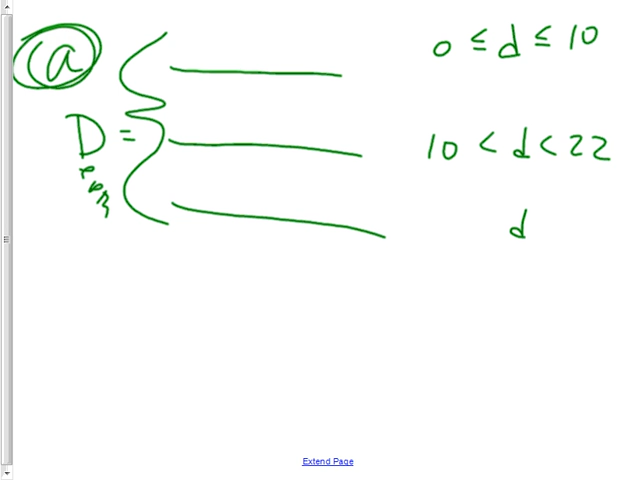 (a)
0 ≤ d ≤ 10
D =
10 < d < 22
d
Extend Page